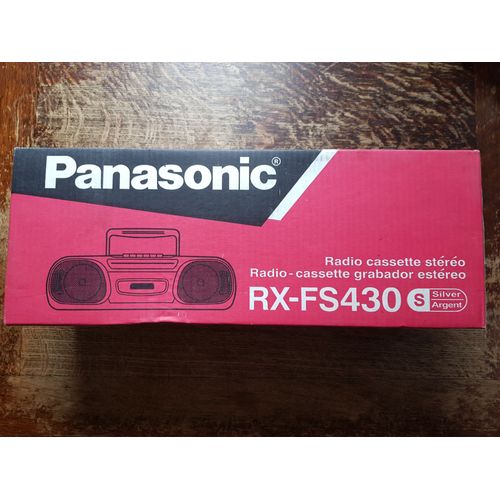 Panasonic®
Radio cassette stéréo
Radio-cassette grabador estéreo
RX-FS430 S Silver
Argent